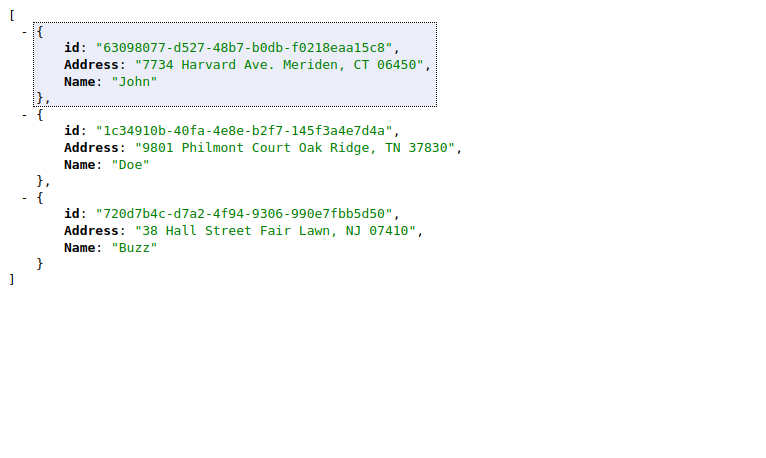 [
- {
id: "63098077-d527-48b7-b0db-f0218eaa15c8",
Address: "7734 Harvard Ave. Meriden, CT 06450",
Name: "John"
},
- {
id: "1c34910b-40fa-4e8e-b2f7-145f3a4e7d4a",
Address: "9801 Philmont Court Oak Ridge, TN 37830",
Name: "Doe"
},
- {
id: "720d7b4c-d7a2-4f94-9306-990e7fbb5d50",
Address: "38 Hall Street Fair Lawn, NJ 07410",
Name: "Buzz"
}
]